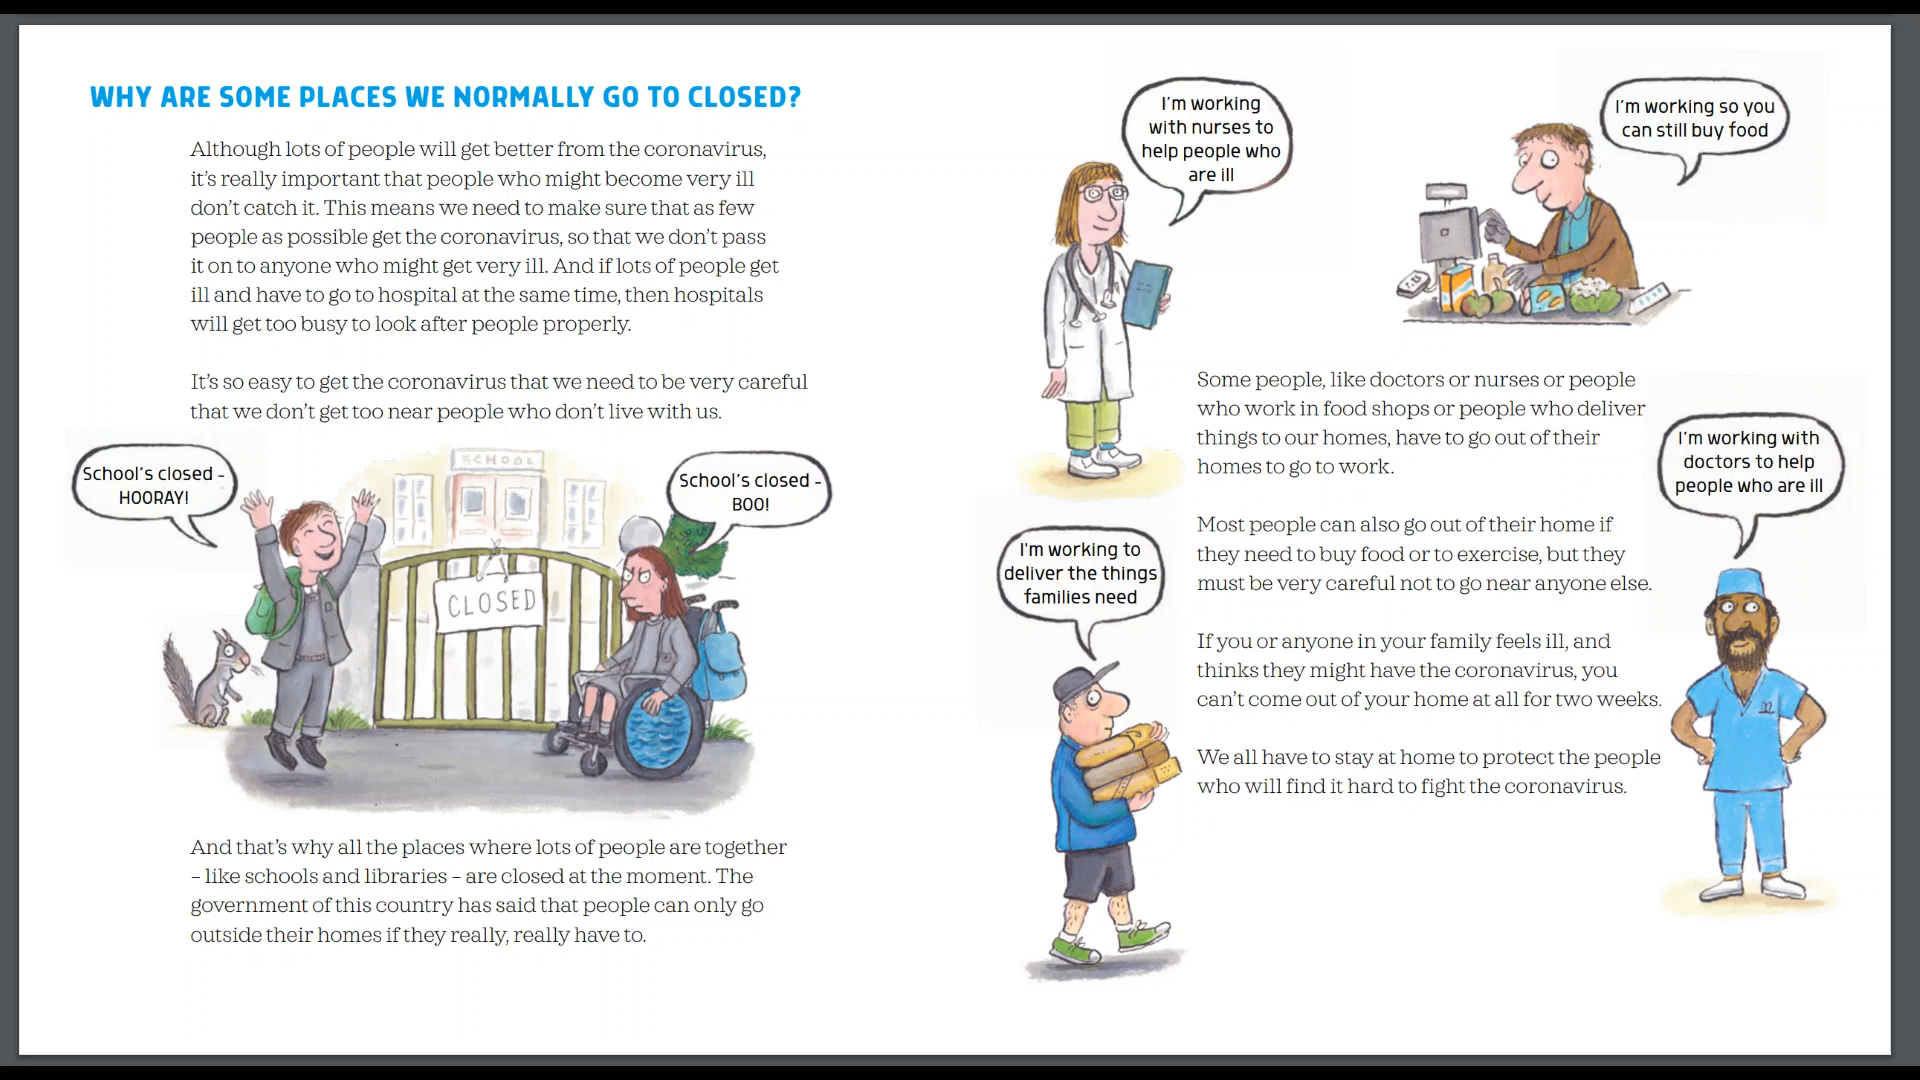 WHY ARE SOME PLACES WE NORMALLY GO TO CLOSED?
Although lots of people will get better from the coronavirus,
it's really important that people who might become very ill
don't catch it. This means we need to make sure that as few
people as possible get the coronavirus, so that we don't pass
it on to anyone who might get very ill. And if lots of people get
ill and have to go to hospital at the same time, then hospitals
will get too busy to look after people properly.
It's so easy to get the coronavirus that we need to be very careful
that we don't get too near people who don't live with us.
School's closed -
HOORAY!
SCHOOL
CLOSED
School's closed -
BOO!
And that's why all the places where lots of people are together
– like schools and libraries – are closed at the moment. The
government of this country has said that people can only go
outside their homes if they really, really have to.
I'm working
with nurses to
help people who
are ill
I'm working so you
can still buy food
Some people, like doctors or nurses or people
who work in food shops or people who deliver
things to our homes, have to go out of their
homes to go to work.
I'm working with
doctors to help
people who are ill
I'm working to
deliver the things
families need
Most people can also go out of their home if
they need to buy food or to exercise, but they
must be very careful not to go near anyone else.
If you or anyone in your family feels ill, and
thinks they might have the coronavirus, you
can't come out of your home at all for two weeks.
We all have to stay at home to protect the people
who will find it hard to fight the coronavirus.